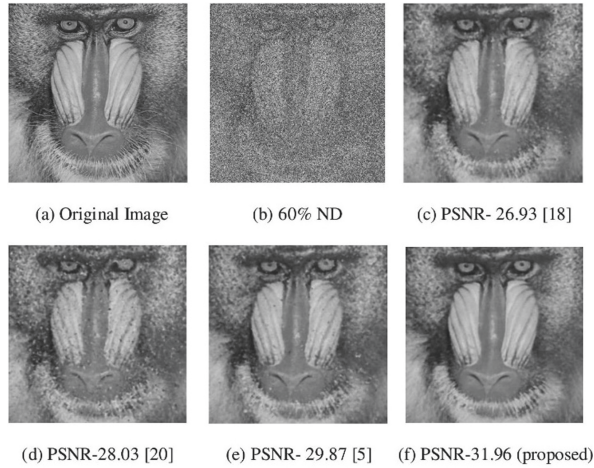 (a) Original Image
(b) 60% ND
(c) PSNR- 26.93 [18]
(d) PSNR-28.03 [20]
(e) PSNR- 29.87 [5]
(f) PSNR-31.96 (proposed)